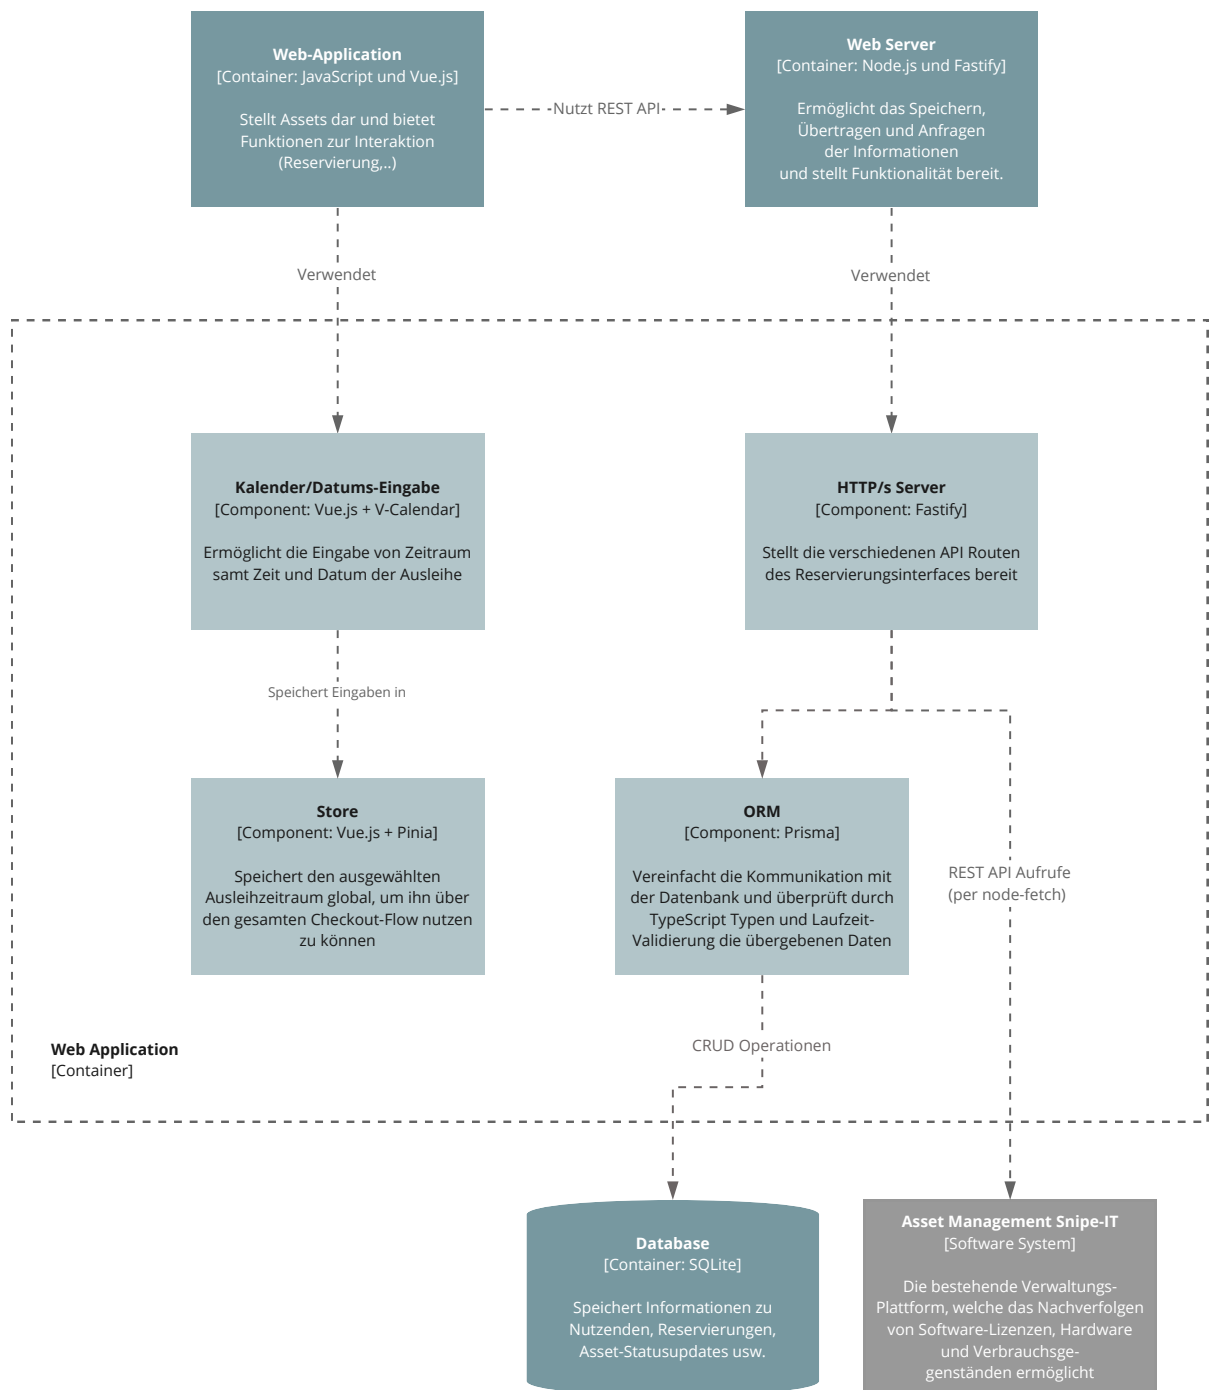 Web-Application
[Container: JavaScript und Vue.js]
Stellt Assets dar und bietet
Funktionen zur Interaktion
(Reservierung,..)
Nutzt REST API
Web Server
[Container: Node.js und Fastify]
Ermöglicht das Speichern,
Übertragen und Anfragen
der Informationen
und stellt Funktionalität bereit.
Verwendet
Verwendet
Kalender/Datums-Eingabe
[Component: Vue.js + V-Calendar]
Ermöglicht die Eingabe von Zeitraum
samt Zeit und Datum der Ausleihe
HTTP/s Server
[Component: Fastify]
Stellt die verschiedenen API Routen
des Reservierungsinterfaces bereit
Speichert Eingaben in
Store
[Component: Vue.js + Pinia]
Speichert den ausgewählten
Ausleihzeitraum global, um ihn über
den gesamten Checkout-Flow nutzen
zu können
ORM
[Component: Prisma]
Vereinfacht die Kommunikation mit
der Datenbank und überprüft durch
TypeScript Typen und Laufzeit-
Validierung die übergebenen Daten
REST API Aufrufe
(per node-fetch)
CRUD Operationen
Web Application
[Container]
Database
[Container: SQLite]
Speichert Informationen zu
Nutzenden, Reservierungen,
Asset-Statusupdates usw.
Asset Management Snipe-IT
[Software System]
Die bestehende Verwaltungs-
Plattform, welche das Nachverfolgen
von Software-Lizenzen, Hardware
und Verbrauchsge-
genständen ermöglicht